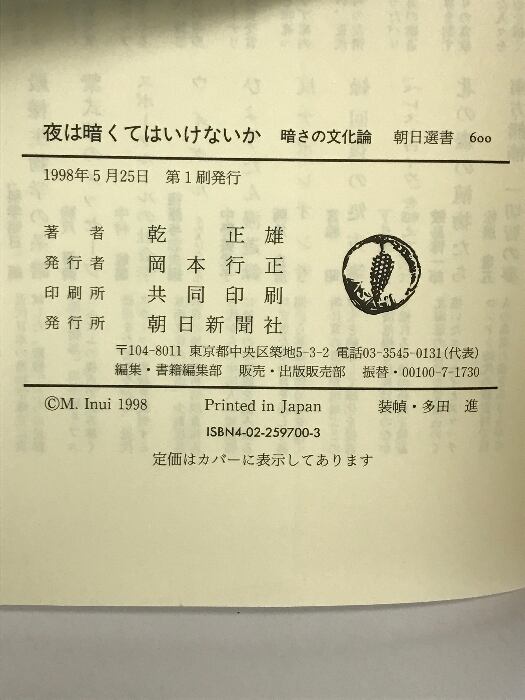 夜は暗くてはいけないか 暗さの文化論 朝日選書 600
1998年5月25日 第1刷発行
著者 乾正雄
発行者 岡本行正
印刷所 共同印刷
発行所 朝日新聞社
〒104-8011 東京都中央区築地5-3-2 電話03-3545-0131(代表)
編集・書籍編集部 販売・出版販売部 振替・00100-7-1730
©M. Inui 1998 Printed in Japan 装幀・多田 進
ISBN4-02-259700-3
定価はカバーに表示してあります